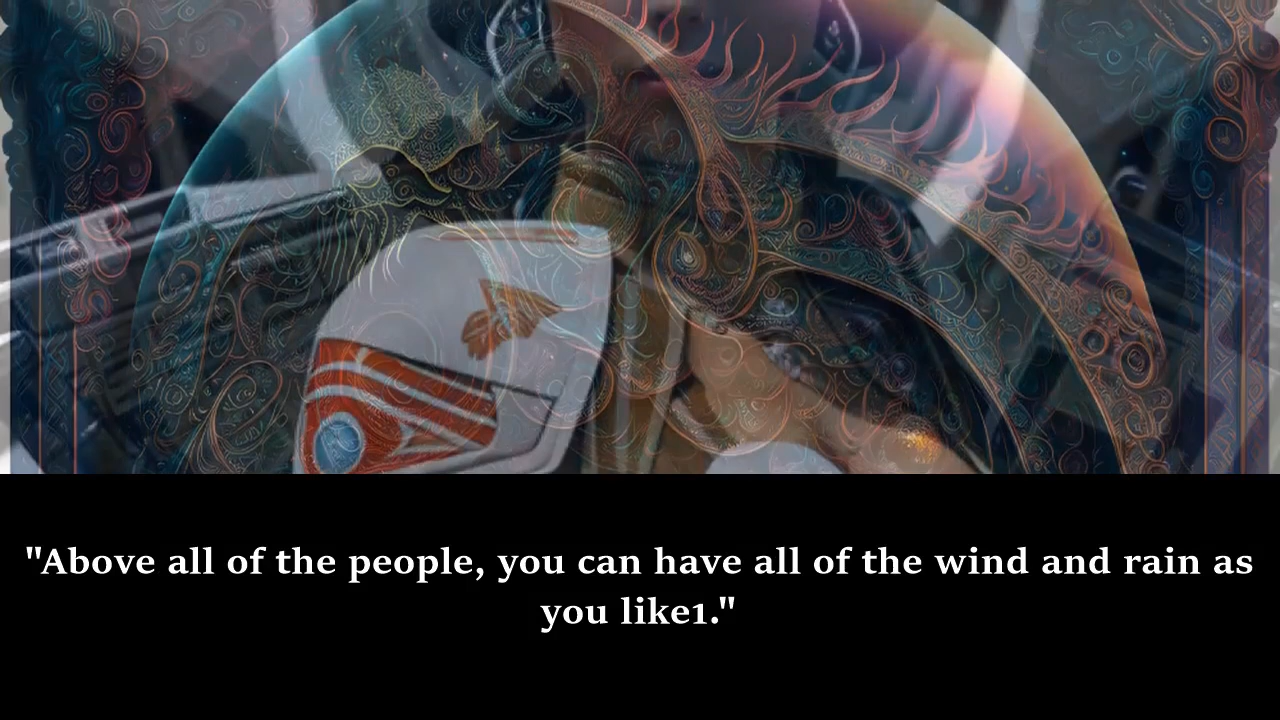 "Above all of the people, you can have all of the wind and rain as
you like1."